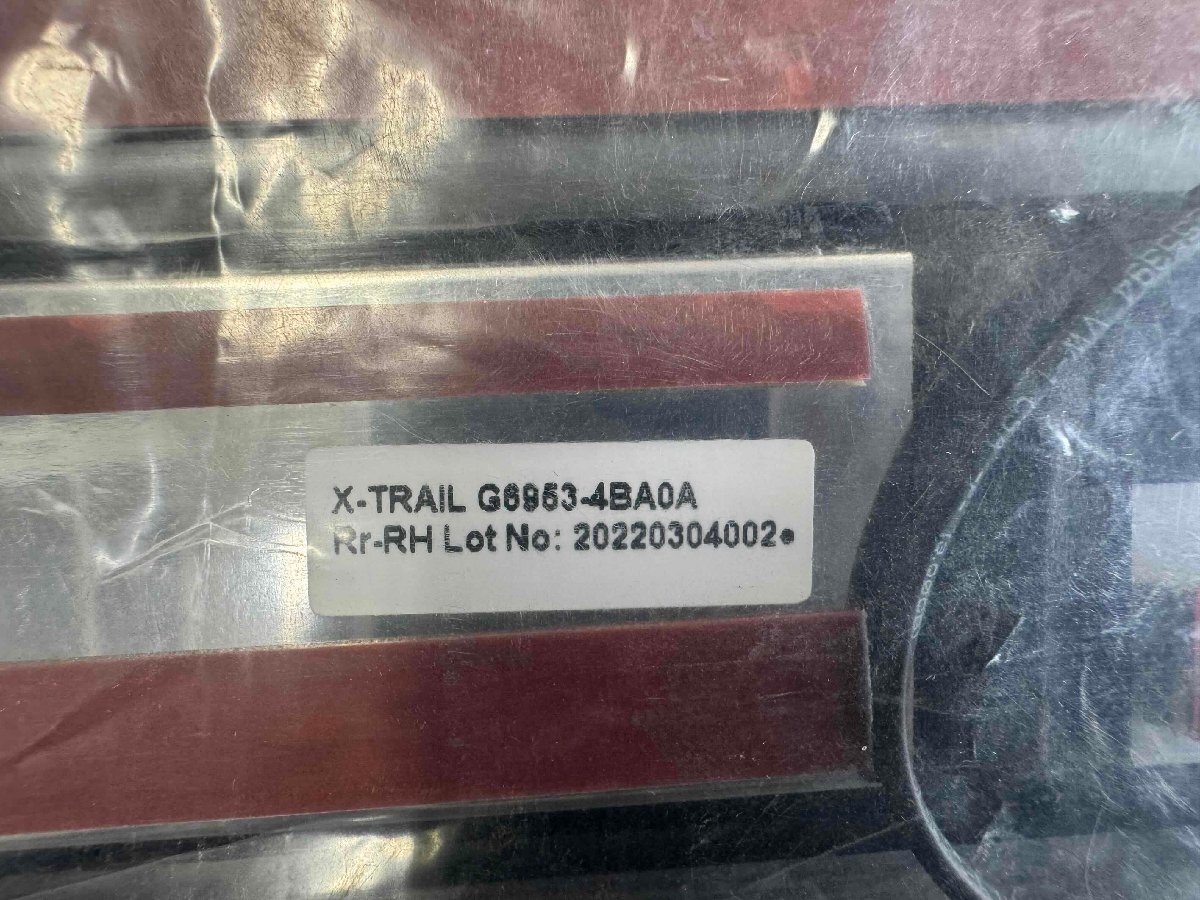 X-TRAIL G6953-4BA0A
Rr-RH Lot No: 20220304002